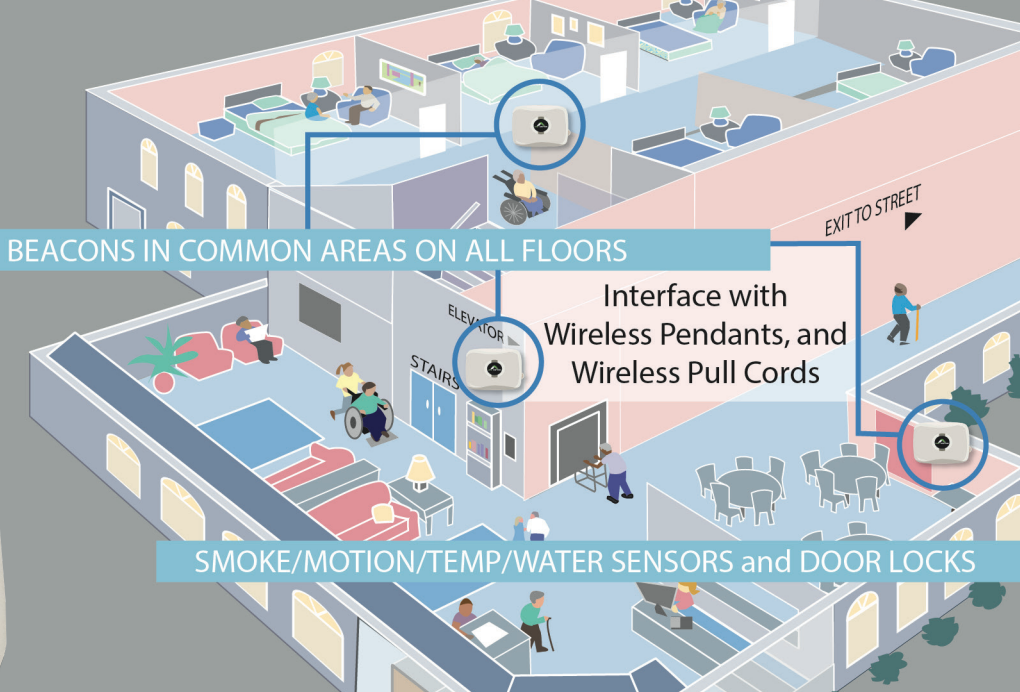 EXIT TO STREET
BEACONS IN COMMON AREAS ON ALL FLOORS
Interface with
Wireless Pendants, and
Wireless Pull Cords
ELEVATOR
STAIRS
SMOKE/MOTION/TEMP/WATER SENSORS and DOOR LOCKS